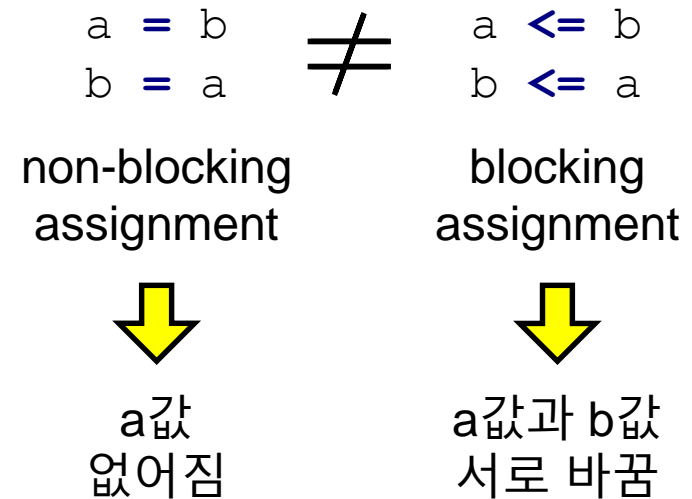 a = b
b = a
≠
a <= b
b <= a
non-blocking
assignment
blocking
assignment
a값
없어짐
a값과 b값
서로 바꿈